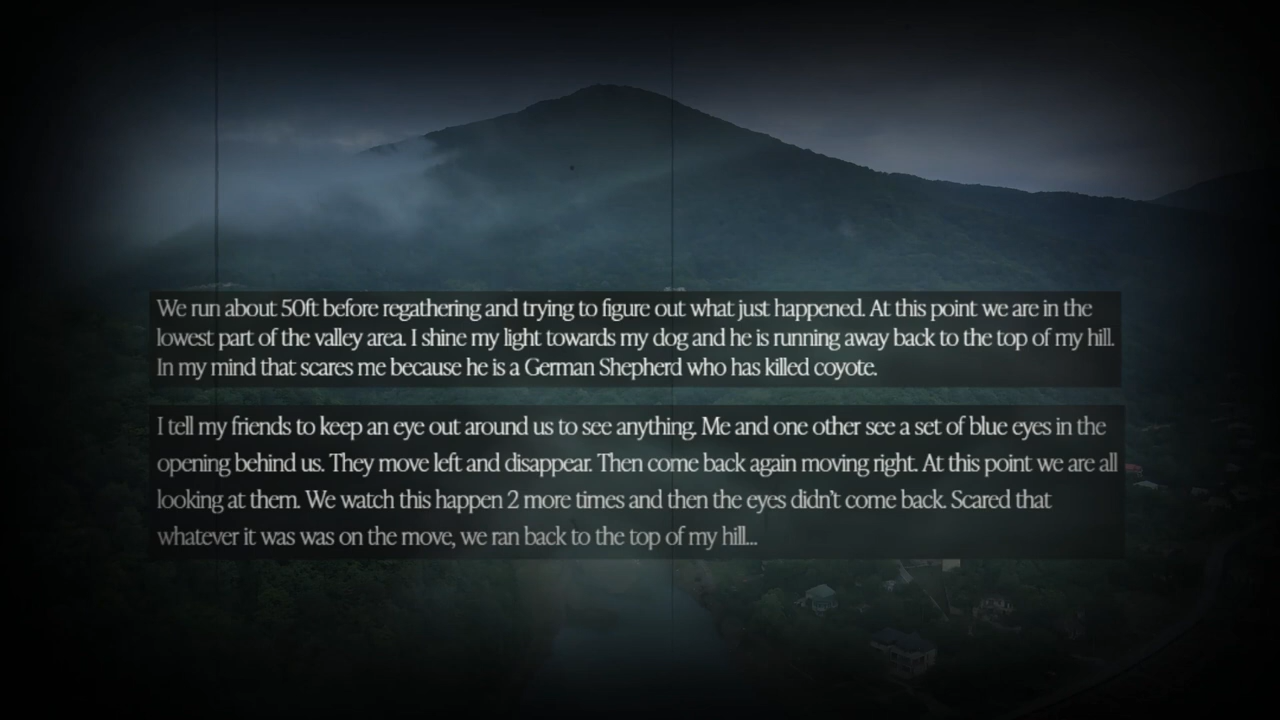 We run about 50ft before regathering and trying to figure out what just happened. At this point we are in the
lowest part of the valley area. I shine my light towards my dog and he is running away back to the top of my hill.
In my mind that scares me because he is a German Shepherd who has killed coyote.
I tell my friends to keep an eye out around us to see anything. Me and one other see a set of blue eyes in the
opening behind us. They move left and disappear. Then come back again moving right. At this point we are all
looking at them. We watch this happen 2 more times and then the eyes didn't come back. Scared that
whatever it was was on the move, we ran back to the top of my hill...